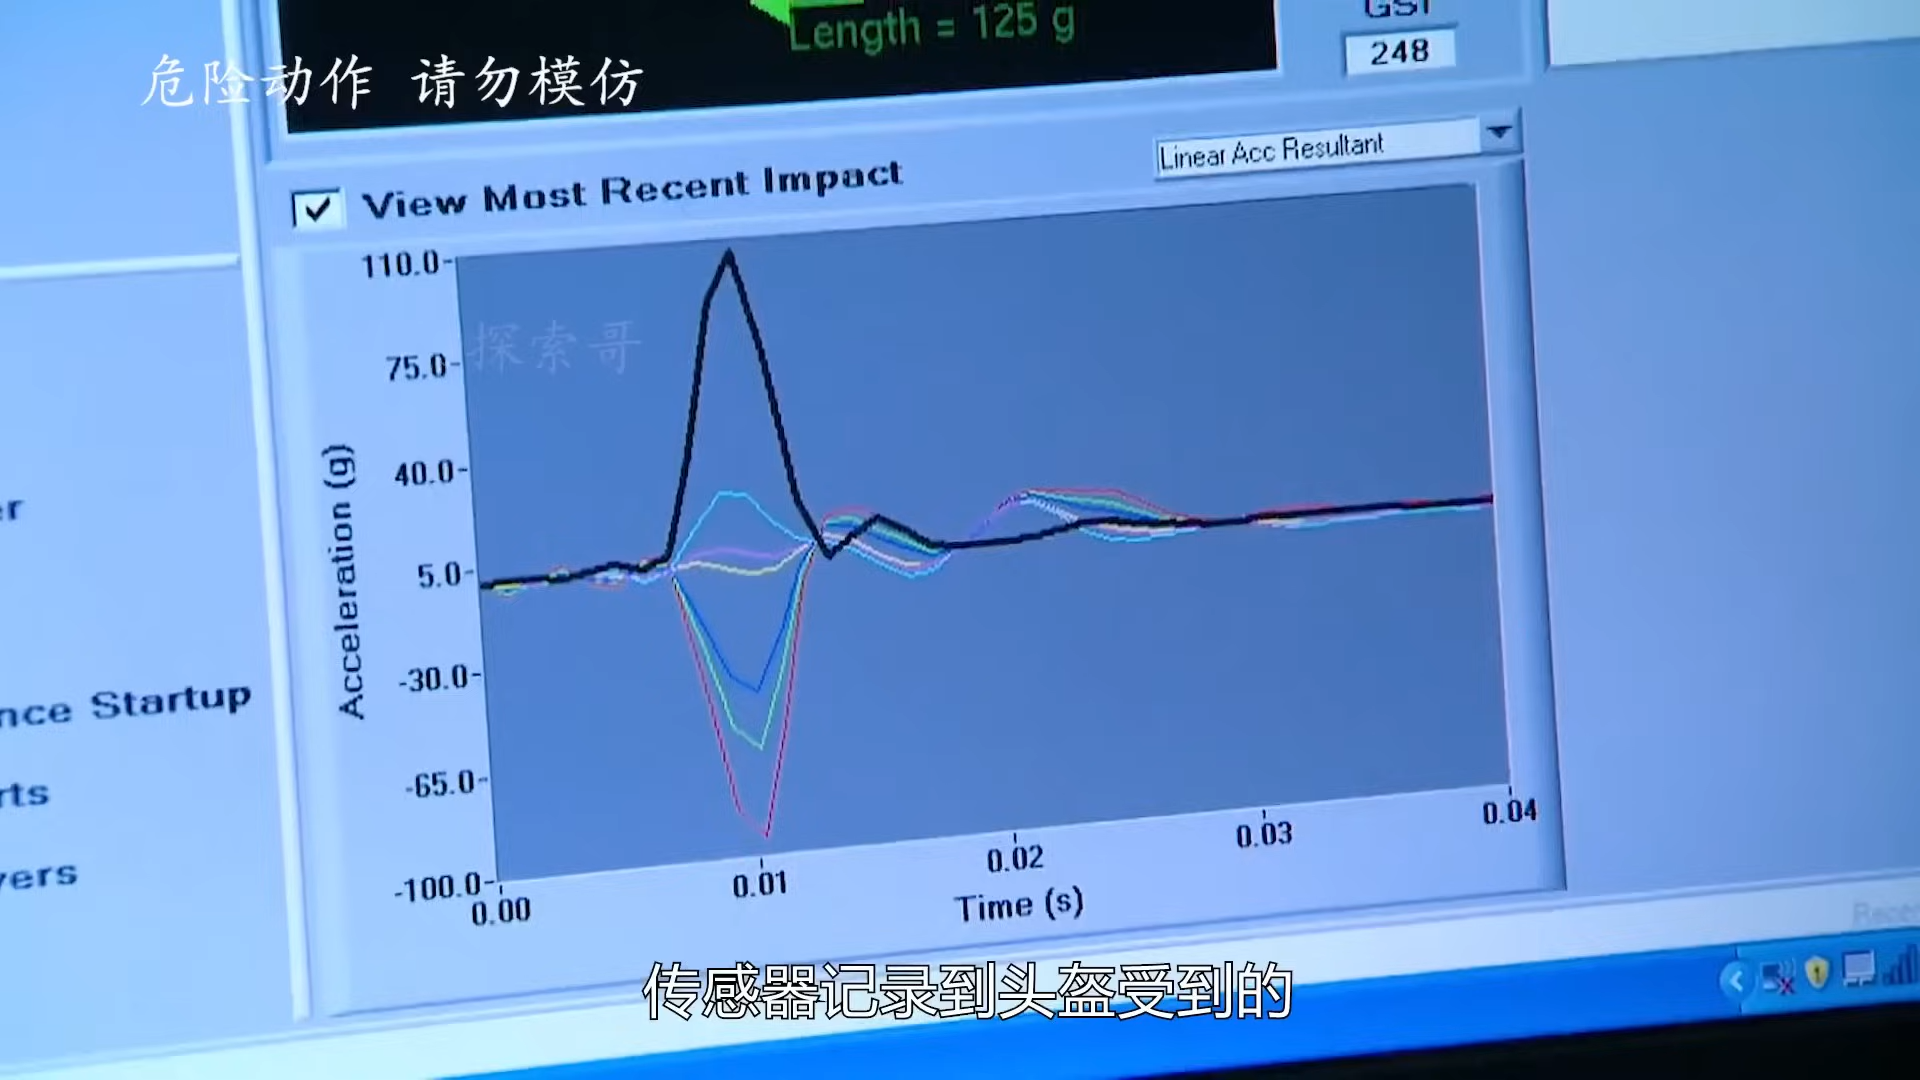 Length = 125 g
GSI
248
危险动作 请勿模仿
Linear Acc Resultant
View Most Recent Impact
110.0
75.0
40.0
5.0
-30.0
-65.0
-100.0
Acceleration (g)
探索哥
0.00
0.01
0.02
0.03
0.04
Time (s)
er
nce Startup
rts
yers
传感器记录到头盔受到的